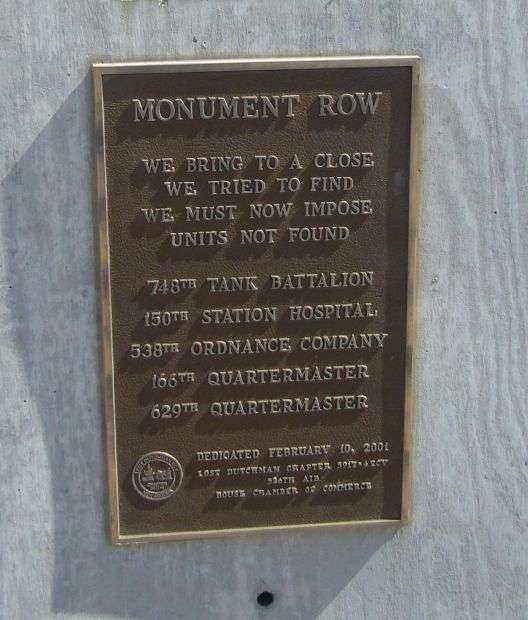 MONUMENT ROW
WE BRING TO A CLOSE
WE TRIED TO FIND
WE MUST NOW IMPOSE
UNITS NOT FOUND
748TH TANK BATTALION
150TH STATION HOSPITAL
538TH ORDNANCE COMPANY
166TH QUARTERMASTER
629TH QUARTERMASTER
DEDICATED FEBRUARY 10, 2001
LOST DUTCHMAN CHAPTER 3917•ECV
BOUSE CHAMBER OF COMMERCE